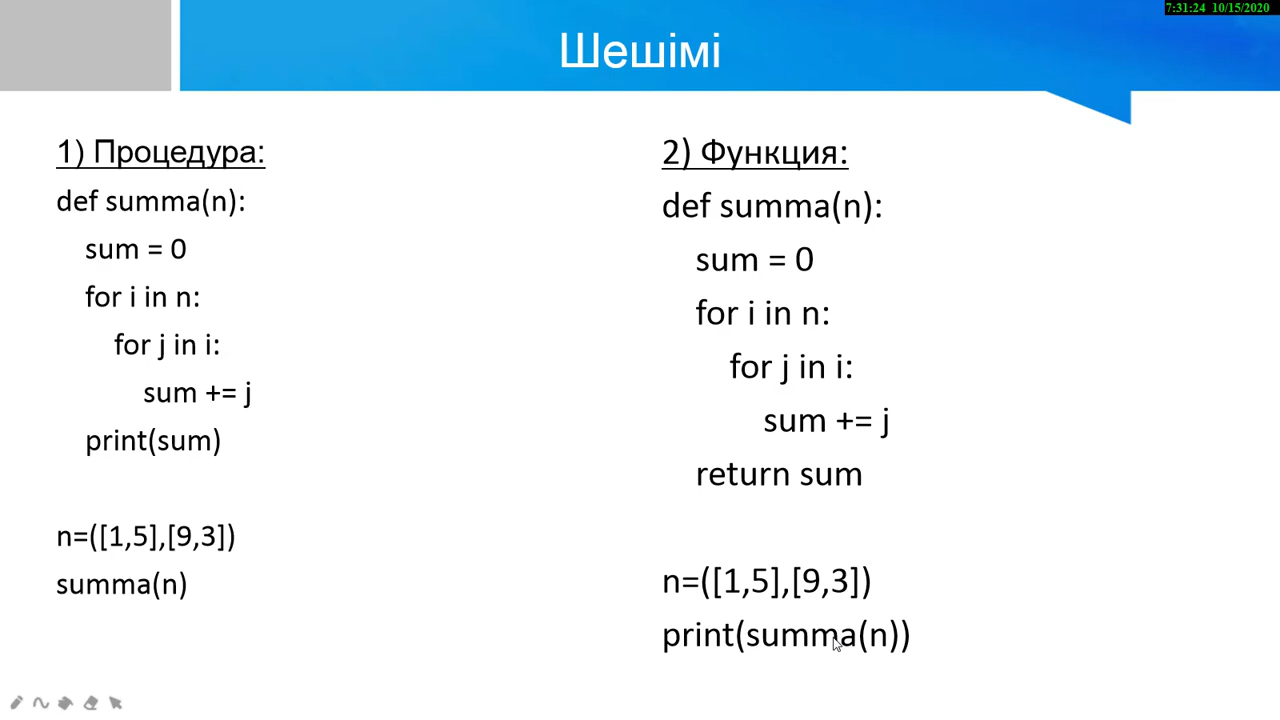 7:31:24 10/15/2020
Шешімі
1) Процедура:
def summa(n):
sum = 0
for i in n:
for j in i:
sum += j
print(sum)
n=([1,5],[9,3])
summa(n)
2) Функция:
def summa(n):
sum = 0
for i in n:
for j in i:
sum += j
return sum
n=([1,5],[9,3])
print(summa(n))